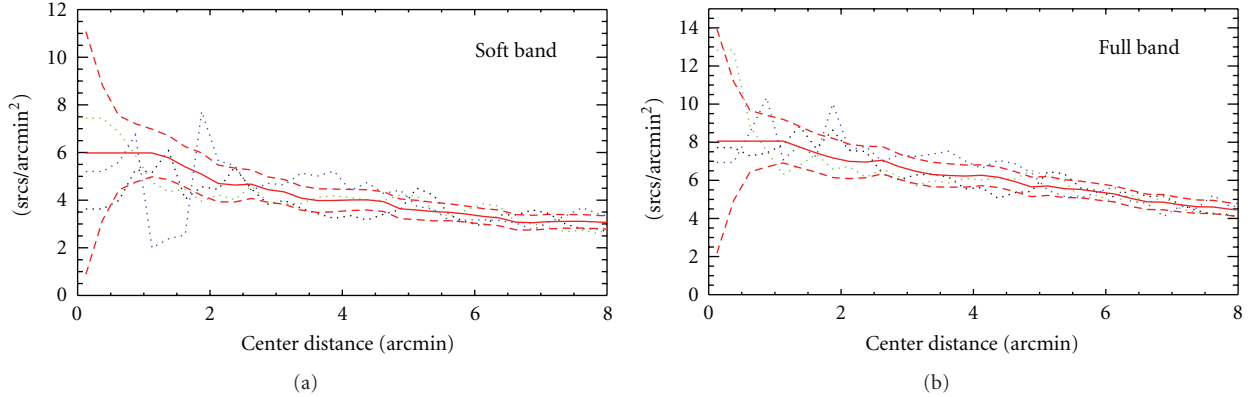 12
10
8
6
4
2
0
(srcs/arcmin²)
Soft band
0 2 4 6 8
Center distance (arcmin)
(a)
14
12
10
8
6
4
2
0
(srcs/arcmin²)
Full band
0 2 4 6 8
Center distance (arcmin)
(b)